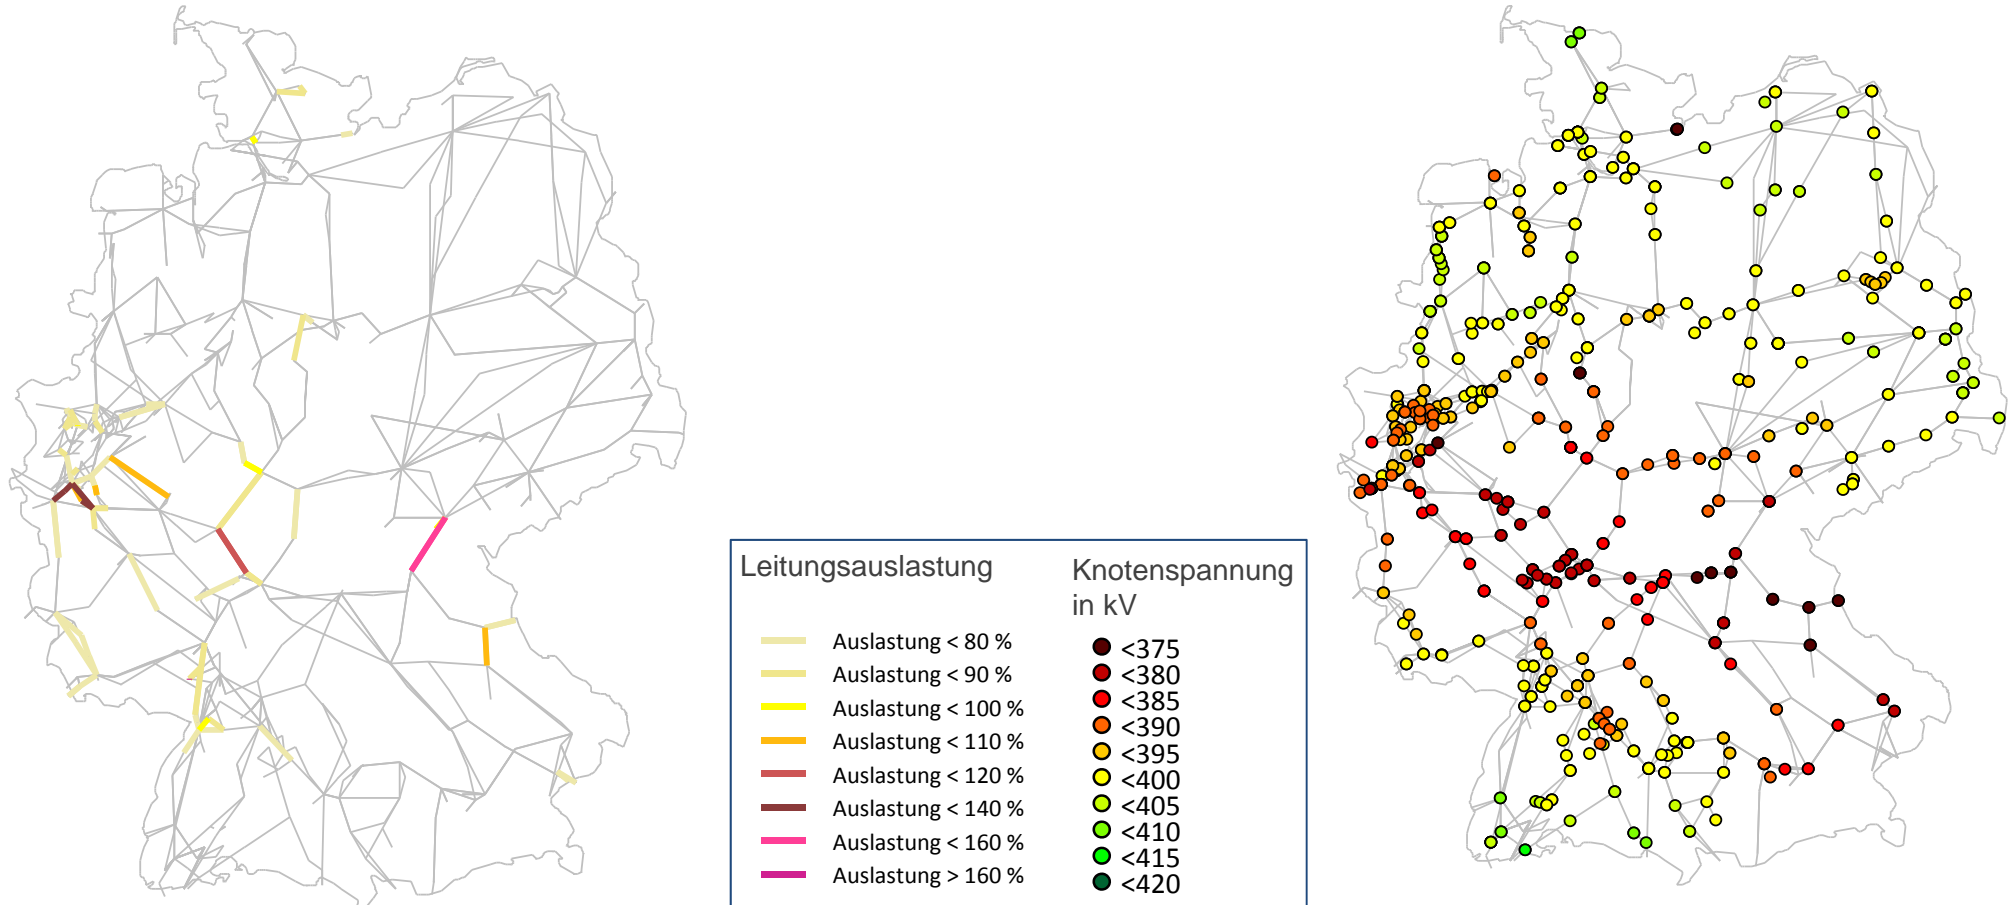 Leitungsauslastung
Auslastung < 80 %
Auslastung < 90 %
Auslastung < 100 %
Auslastung < 110 %
Auslastung < 120 %
Auslastung < 140 %
Auslastung < 160 %
Auslastung > 160 %
Knotenspannung
in kV
<375
<380
<385
<390
<395
<400
<405
<410
<415
<420